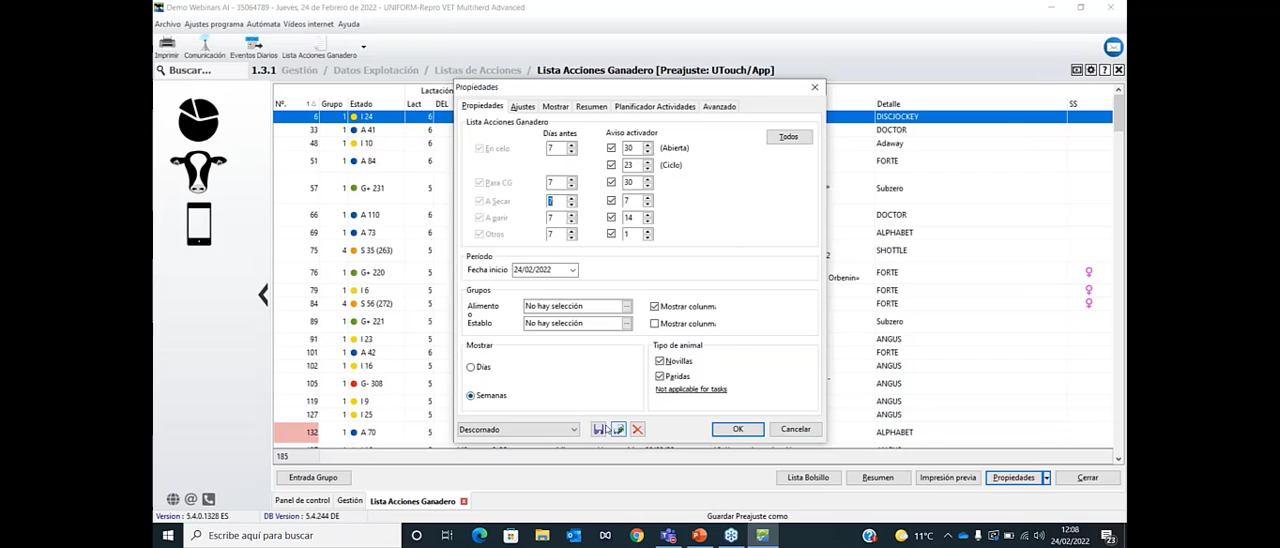 Demo Webinars AI - 35064789 - Jueves, 24 de Febrero de 2022 - UNIFORM-Repro VET Multiherd Advanced
Archivo Ajustes programa Autómata Vídeos internet Ayuda
Imprimir Comunicación Eventos Diarios Lista Acciones Ganadero
Buscar... 1.3.1 Gestión / Datos Explotación / Listas de Acciones / Lista Acciones Ganadero [Preajuste: UTouch/App]
Lactación
Nº. 1 Grupo Estado Lact DEL Detalle SS
6 1 I 24 6 DISCJOCKEY
33 1 A 41 6 DOCTOR
48 1 I 10 6 Adaway
51 1 A 84 6 FORTE
57 1 G+ 231 5 Subzero
66 1 A 110 6 DOCTOR
69 1 A 73 6 ALPHABET
75 4 S 35 (263) 5 SHOTTLE
76 1 G+ 220 5 Orbenin» FORTE
79 1 I 6 5 FORTE
84 4 S 56 (272) 5 FORTE
89 1 G+ 221 5 Subzero
91 1 I 23 5 ANGUS
101 1 A 42 6 FORTE
102 1 I 16 5 ANGUS
105 1 G- 308 5 ANGUS
119 1 I 9 5 ANGUS
127 1 I 25 5 ANGUS
132 1 A 70 5 ALPHABET
185
Propiedades
Propiedades Ajustes Mostrar Resumen Planificador Actividades Avanzado
Lista Acciones Ganadero
Días antes Aviso activador
Todos
En celo 7 30 (Abierta)
23 (Ciclo)
Para CG 7 30
A Secar 7 7
A parir 7 14
Otros 7 1
Período
Fecha inicio 24/02/2022
Grupos
Alimento No hay selección ... Mostrar column
o
Establo No hay selección ... Mostrar column
Mostrar
Días
Semanas
Tipo de animal
Novillas
Paridas
Not applicable for tasks
Descornado OK Cancelar
Entrada Grupo Lista Bolsillo Resumen Impresión previa Propiedades Cerrar
Panel de control Gestión Lista Acciones Ganadero
Version : 5.4.0.1328 ES DB Version : 5.4.244 DE Guardar Preajuste como
Escribe aquí para buscar 11°C 12:08
24/02/2022 23